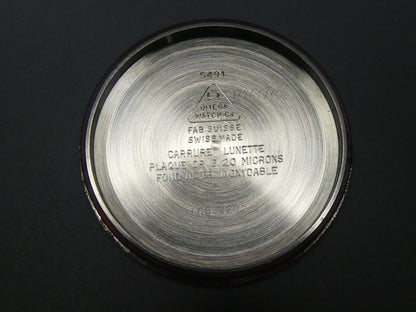 5491
OMEGA
WATCH Co
FAB. SUISSE
SWISS MADE
CARRURE LUNETTE
PLAQUE OR G 20 MICRONS
FOND ACIER INOXYDABLE